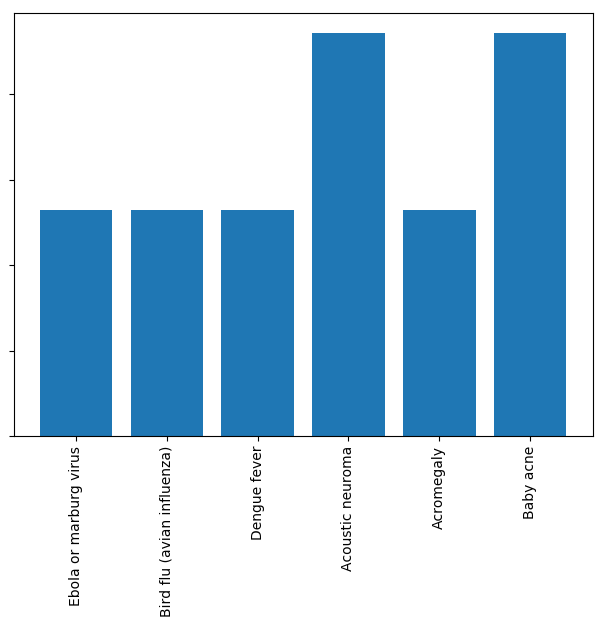 Ebola or marburg virus
Bird flu (avian influenza)
Dengue fever
Acoustic neuroma
Acromegaly
Baby acne